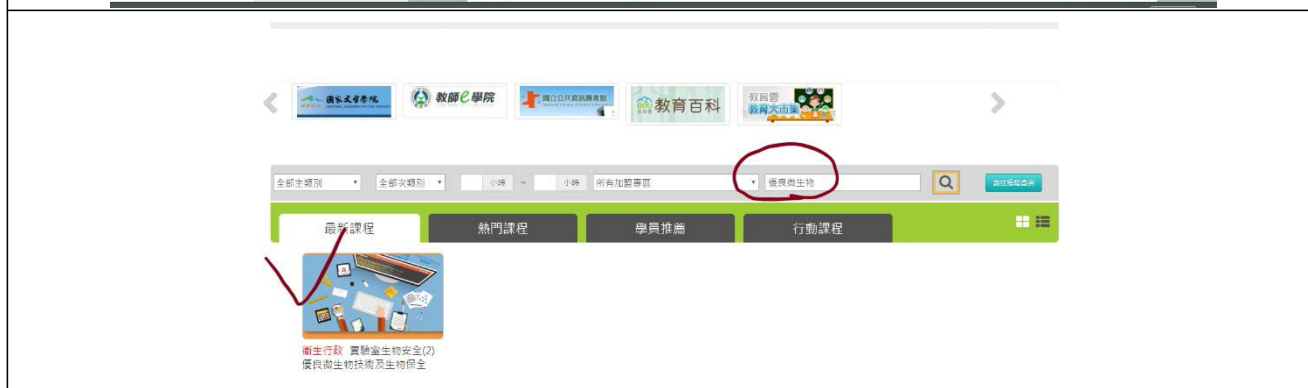 國家文官學院
教師e學院
國立公共資訊圖書館
教育百科
教育雲
教育大市集
全部主類別 全部次類別 小時 ~ 小時 所有加盟專區 優良微生物
最新課程 熱門課程 學員推薦 行動課程
衛生行政 實驗室生物安全(2)
優良微生物技術及生物保全